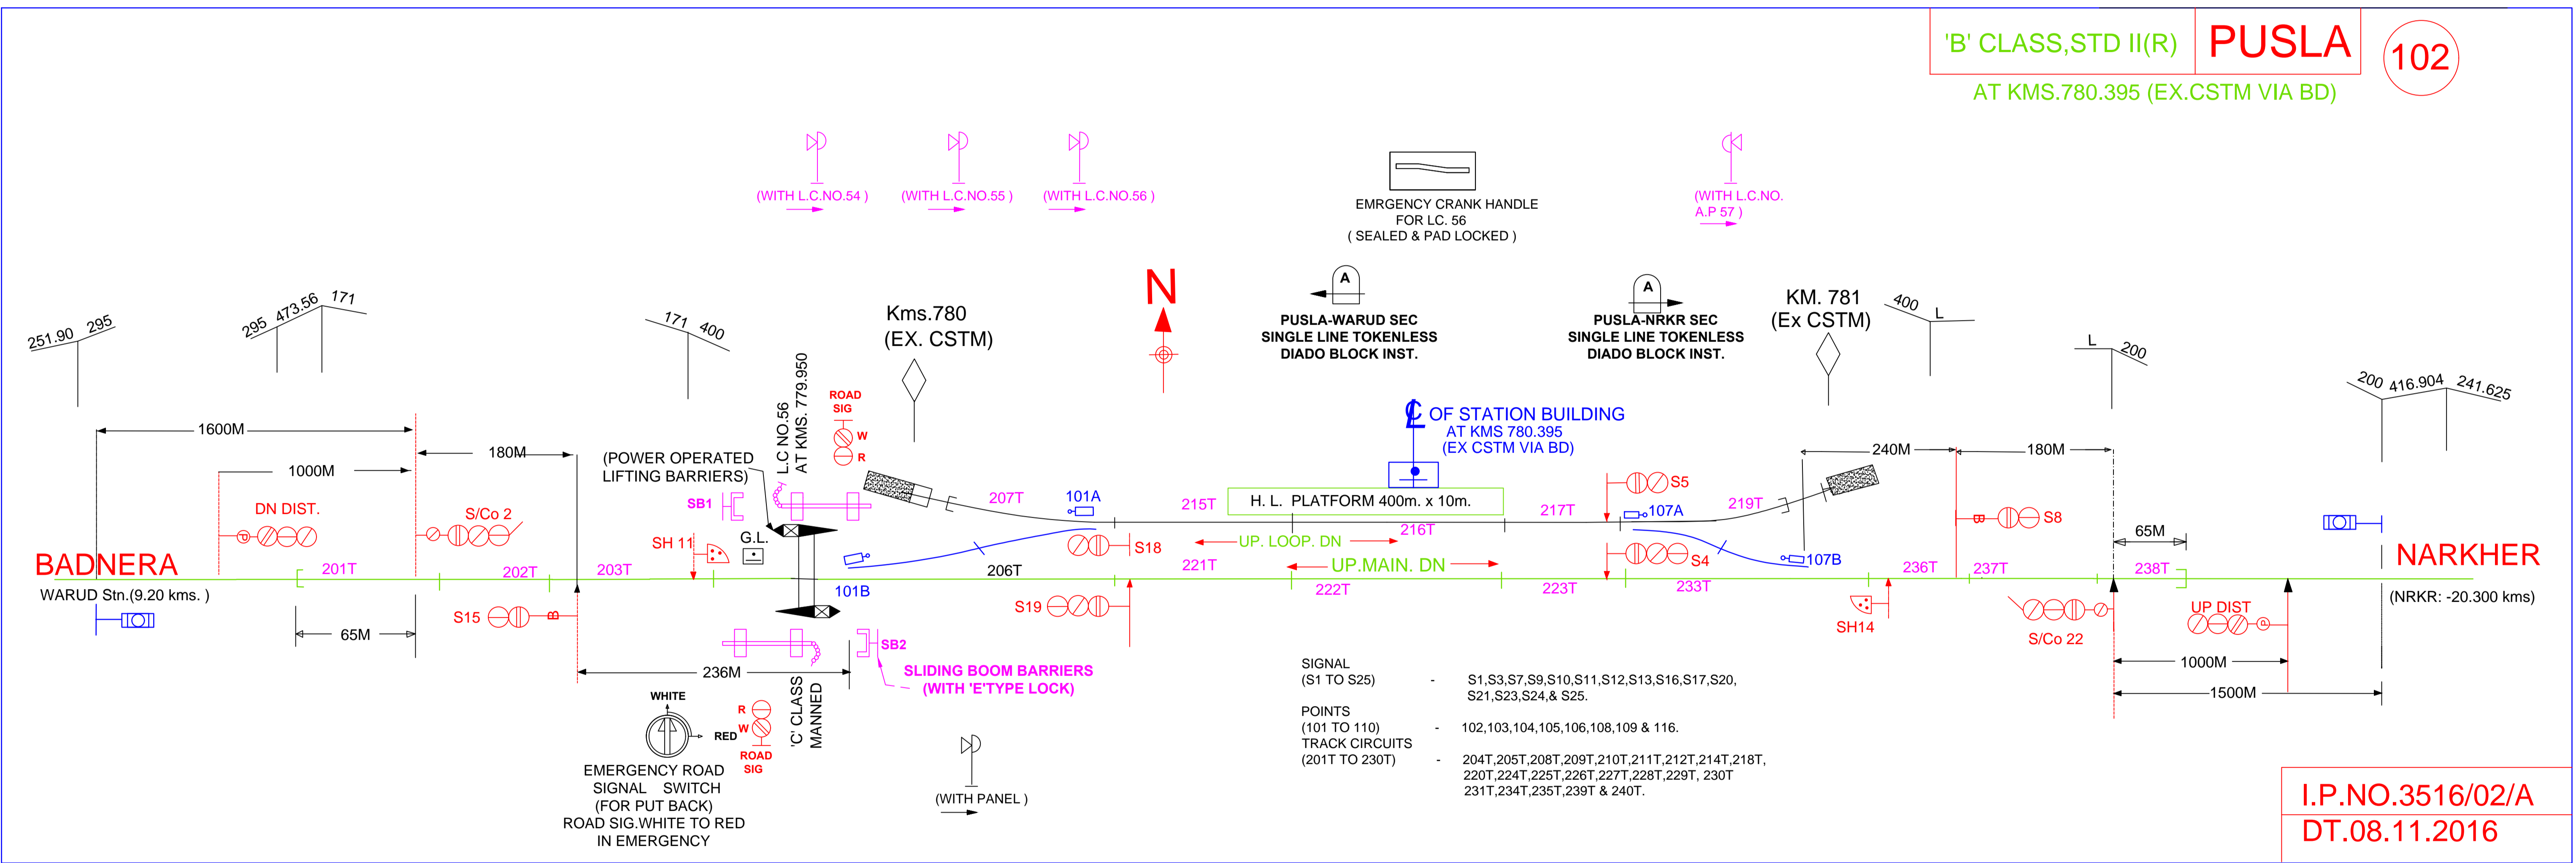 'B' CLASS,STD II(R)
PUSLA
102
AT KMS.780.395 (EX.CSTM VIA BD)
(WITH L.C.NO.54 )
(WITH L.C.NO.55 )
(WITH L.C.NO.56 )
EMRGENCY CRANK HANDLE
FOR LC. 56
( SEALED & PAD LOCKED )
(WITH L.C.NO.
A.P 57 )
251.90
295
295
473.56
171
171
400
Kms.780
(EX. CSTM)
N
A
PUSLA-WARUD SEC
SINGLE LINE TOKENLESS
DIADO BLOCK INST.
A
PUSLA-NRKR SEC
SINGLE LINE TOKENLESS
DIADO BLOCK INST.
KM. 781
(Ex CSTM)
400
L
L
200
200
416.904
241.625
1600M
1000M
180M
(POWER OPERATED
LIFTING BARRIERS)
L.C NO.56
AT KMS. 779.950
ROAD
SIG
W
R
OF STATION BUILDING
AT KMS 780.395
(EX CSTM VIA BD)
240M
180M
65M
DN DIST.
P
S/Co 2
SB1
SH 11
G.L.
207T
101A
215T
H. L. PLATFORM 400m. x 10m.
217T
S5
107A
219T
B
S8
S18
UP. LOOP. DN
216T
S4
107B
BADNERA
WARUD Stn.(9.20 kms. )
201T
202T
203T
101B
206T
221T
UP.MAIN. DN
222T
223T
233T
236T
237T
238T
NARKHER
(NRKR: -20.300 kms)
65M
S15
B
S19
SH14
S/Co 22
UP DIST
P
1000M
1500M
236M
SB2
SLIDING BOOM BARRIERS
(WITH 'E'TYPE LOCK)
'C' CLASS
MANNED
WHITE
RED
R
W
ROAD
SIG
EMERGENCY ROAD
SIGNAL SWITCH
(FOR PUT BACK)
ROAD SIG.WHITE TO RED
IN EMERGENCY
(WITH PANEL )
SIGNAL
(S1 TO S25) - S1,S3,S7,S9,S10,S11,S12,S13,S16,S17,S20,
S21,S23,S24,& S25.
POINTS
(101 TO 110) - 102,103,104,105,106,108,109 & 116.
TRACK CIRCUITS
(201T TO 230T) - 204T,205T,208T,209T,210T,211T,212T,214T,218T,
220T,224T,225T,226T,227T,228T,229T, 230T
231T,234T,235T,239T & 240T.
I.P.NO.3516/02/A
DT.08.11.2016